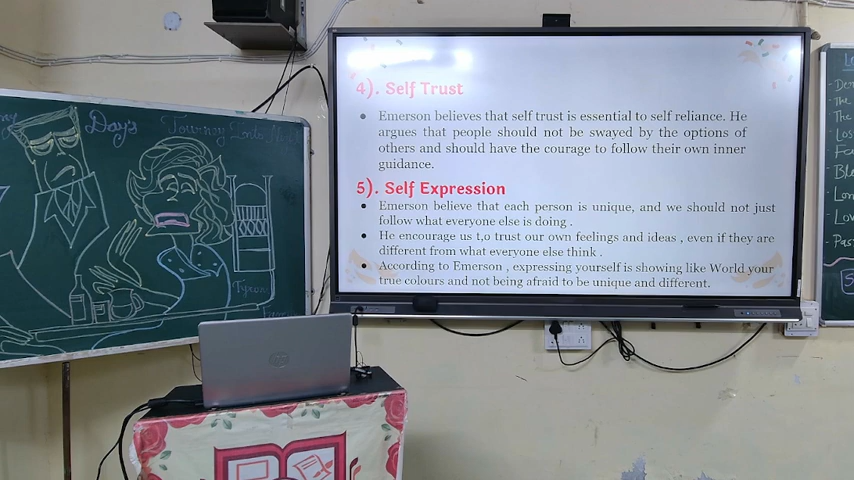 Day's Journey Into
4). Self Trust
• Emerson believes that self trust is essential to self reliance. He
argues that people should not be swayed by the options of
others and should have the courage to follow their own inner
guidance.
5). Self Expression
• Emerson believe that each person is unique, and we should not just
follow what everyone else is doing .
• He encourage us t,o trust our own feelings and ideas , even if they are
different from what everyone else think .
• According to Emerson , expressing yourself is showing like World your
true colours and not being afraid to be unique and different.
Tyrone
hp